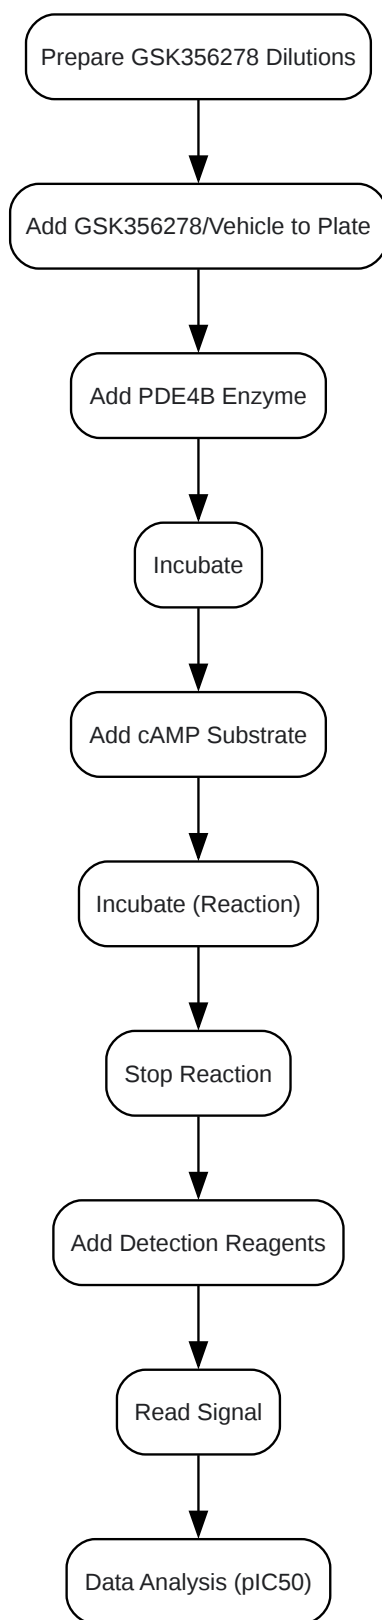 Prepare GSK356278 Dilutions
Add GSK356278/Vehicle to Plate
Add PDE4B Enzyme
Incubate
Add cAMP Substrate
Incubate (Reaction)
Stop Reaction
Add Detection Reagents
Read Signal
Data Analysis (pIC50)